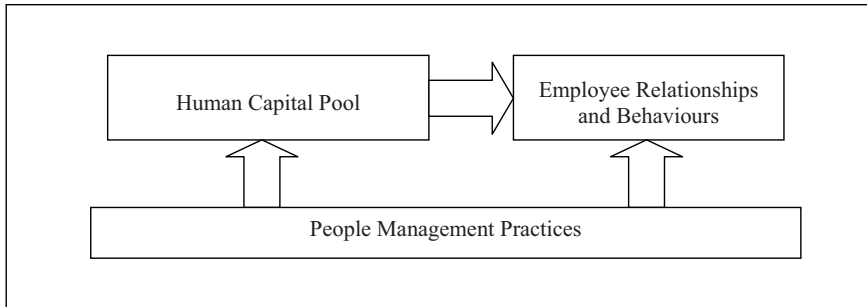 Human Capital Pool
Employee Relationships
and Behaviours
People Management Practices